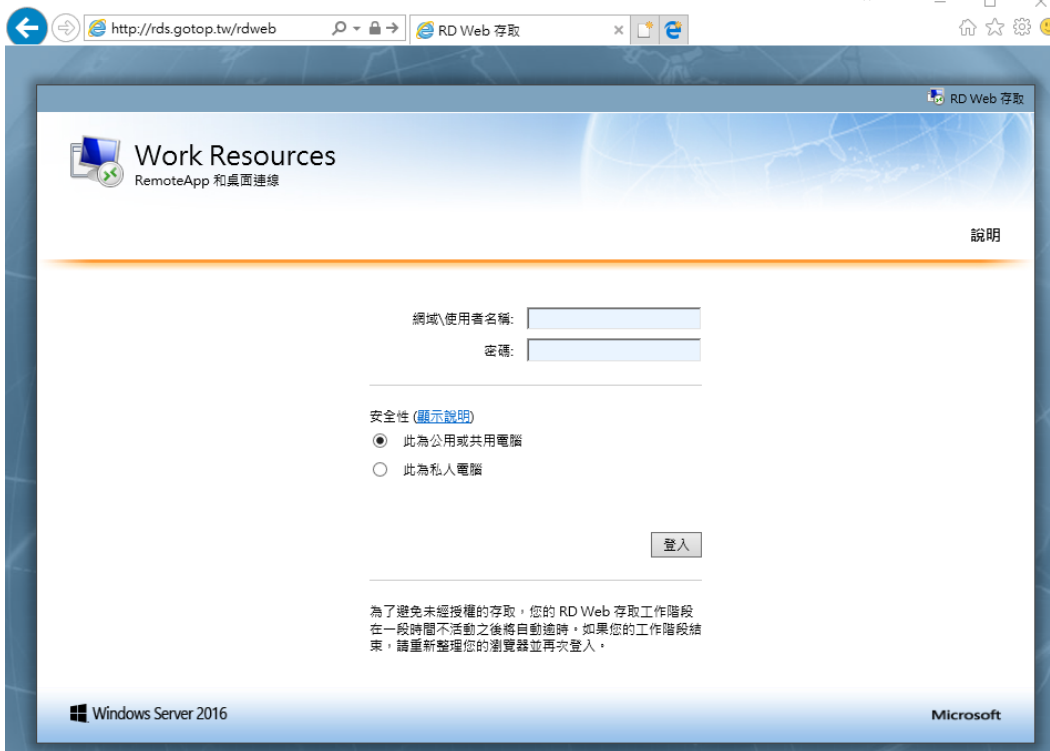 http://rds.gotop.tw/rdweb
RD Web 存取
RD Web 存取
Work Resources
RemoteApp 和桌面連線
說明
網域\使用者名稱:
密碼:
安全性 (顯示說明)
此為公用或共用電腦
此為私人電腦
登入
為了避免未經授權的存取，您的 RD Web 存取工作階段
在一段時間不活動之後將自動逾時。如果您的工作階段結
束，請重新整理您的瀏覽器並再次登入。
Windows Server 2016
Microsoft